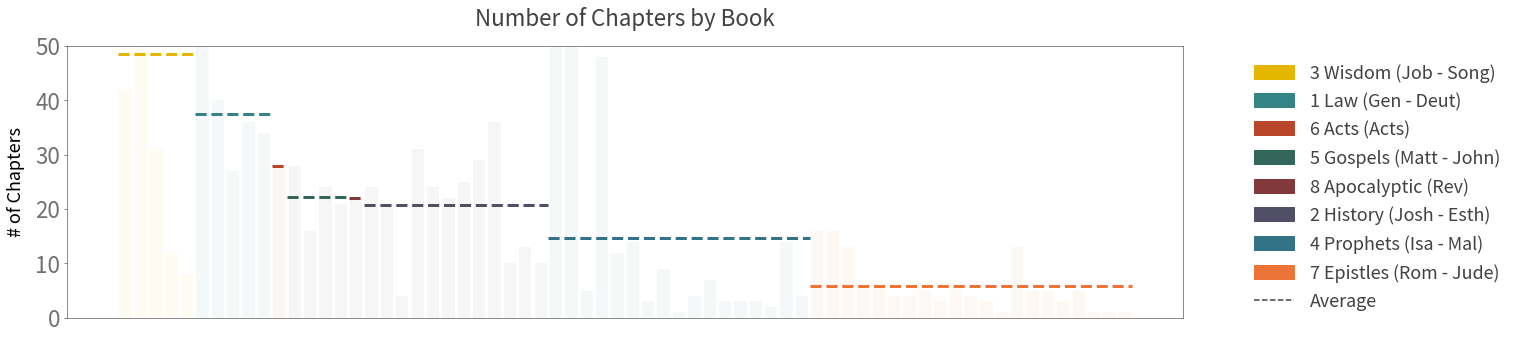 Number of Chapters by Book
# of Chapters
50
40
30
20
10
0
3 Wisdom (Job - Song)
1 Law (Gen - Deut)
6 Acts (Acts)
5 Gospels (Matt - John)
8 Apocalyptic (Rev)
2 History (Josh - Esth)
4 Prophets (Isa - Mal)
7 Epistles (Rom - Jude)
Average